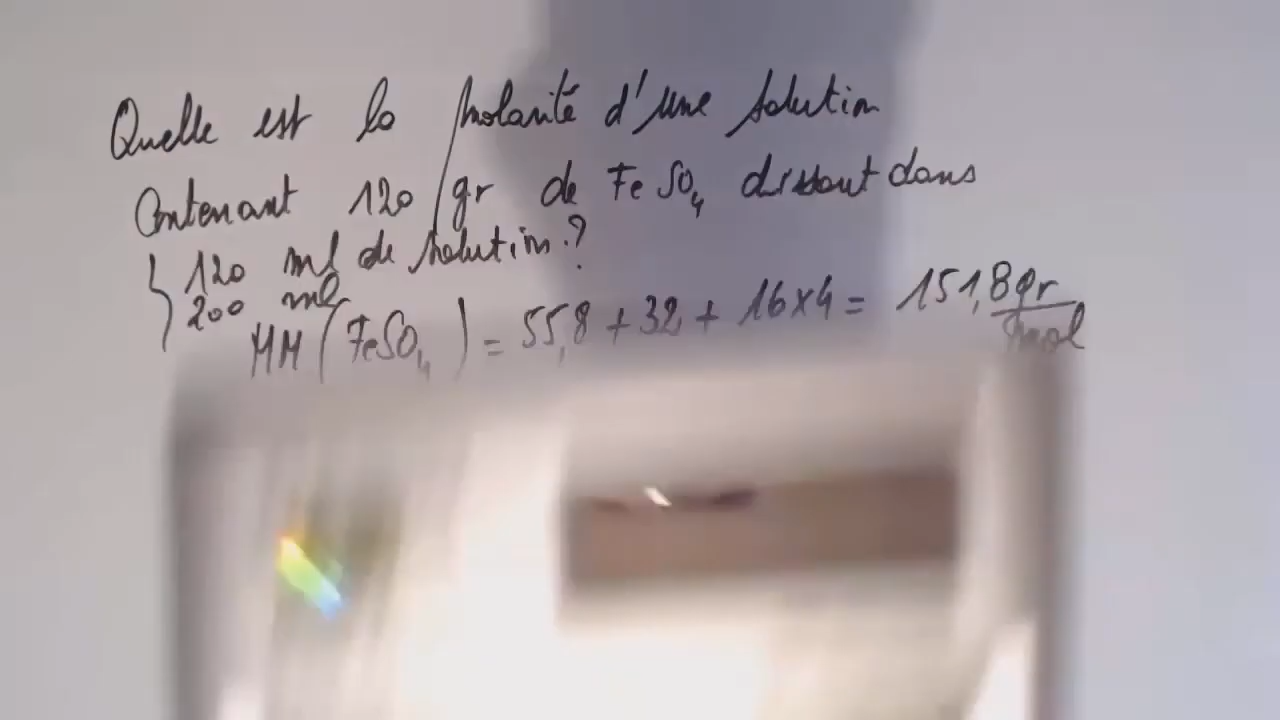 Quelle est la molarité d'une solution
Contenant 120 gr de FeSO4 dissout dans
120 ml de solution ?
200 ml
MM (FeSO4) = 55,8 + 32 + 16x4 = 151,8 gr/mol